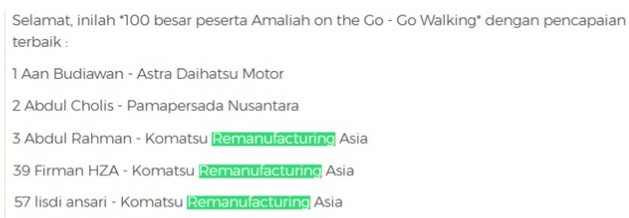 Selamat, inilah "100 besar peserta Amaliah on the Go - Go Walking" dengan pencapaian
terbaik :
1 Aan Budiawan - Astra Daihatsu Motor
2 Abdul Cholis - Pamapersada Nusantara
3 Abdul Rahman - Komatsu Remanufacturing Asia
39 Firman HZA - Komatsu Remanufacturing Asia
57 lisdi ansari - Komatsu Remanufacturing Asia